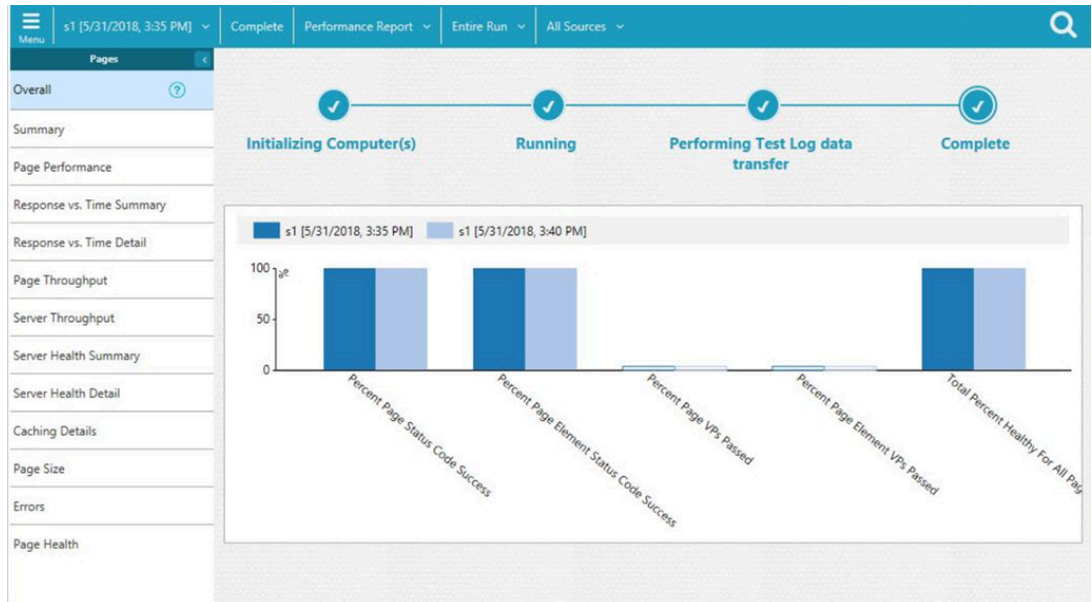 Menu
s1 [5/31/2018, 3:35 PM]
Complete
Performance Report
Entire Run
All Sources
Pages
Overall
?
Summary
Page Performance
Response vs. Time Summary
Response vs. Time Detail
Page Throughput
Server Throughput
Server Health Summary
Server Health Detail
Caching Details
Page Size
Errors
Page Health
Initializing Computer(s)
Running
Performing Test Log data
transfer
Complete
s1 [5/31/2018, 3:35 PM]
s1 [5/31/2018, 3:40 PM]
%
100
50
0
Percent Page Status Code Success
Percent Page Element Status Code Success
Percent Page VPs Passed
Percent Page Element VPs Passed
Total Percent Healthy For All Pag